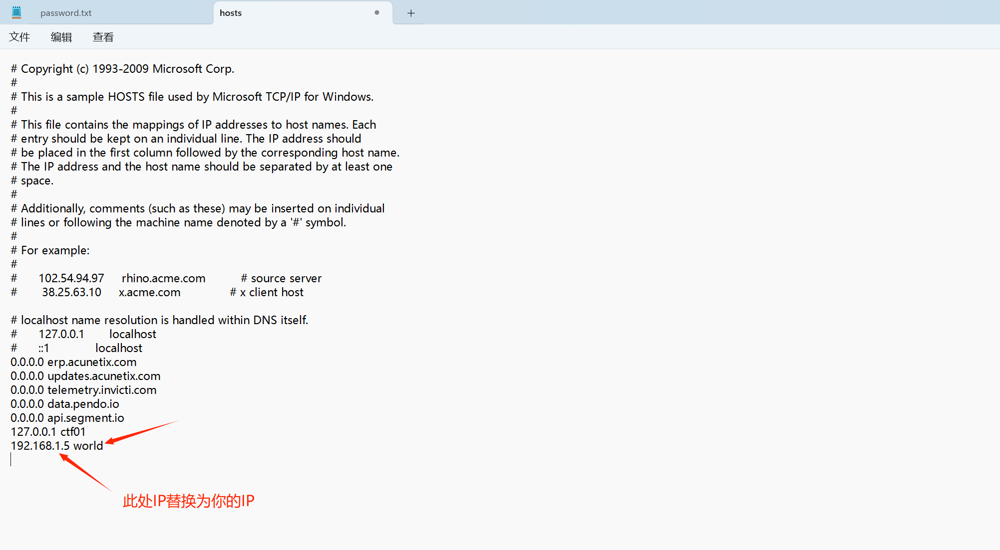 password.txt
hosts
文件 编辑 查看
# Copyright (c) 1993-2009 Microsoft Corp.
#
# This is a sample HOSTS file used by Microsoft TCP/IP for Windows.
#
# This file contains the mappings of IP addresses to host names. Each
# entry should be kept on an individual line. The IP address should
# be placed in the first column followed by the corresponding host name.
# The IP address and the host name should be separated by at least one
# space.
#
# Additionally, comments (such as these) may be inserted on individual
# lines or following the machine name denoted by a '#' symbol.
#
# For example:
#
#      102.54.94.97     rhino.acme.com          # source server
#       38.25.63.10     x.acme.com              # x client host

# localhost name resolution is handled within DNS itself.
#      127.0.0.1       localhost
#      ::1             localhost
0.0.0.0 erp.acunetix.com
0.0.0.0 updates.acunetix.com
0.0.0.0 telemetry.invicti.com
0.0.0.0 data.pendo.io
0.0.0.0 api.segment.io
127.0.0.1 ctf01
192.168.1.5 world
此处IP替换为你的IP